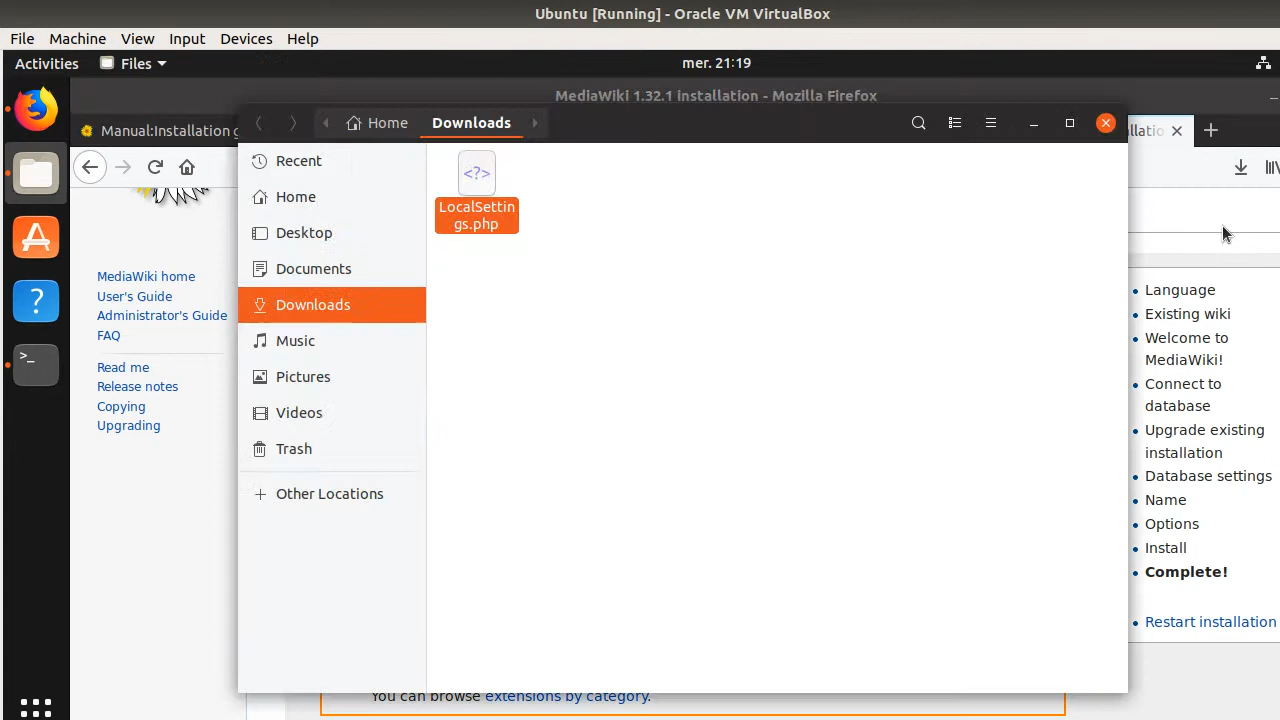 Ubuntu [Running] - Oracle VM VirtualBox
File Machine View Input Devices Help
Activities Files mer. 21:19
MediaWiki 1.32.1 installation - Mozilla Firefox
Manual:Installation g
Home Downloads
Recent
Home
Desktop
Documents
Downloads
Music
Pictures
Videos
Trash
+ Other Locations
LocalSettin
gs.php
<?>
MediaWiki home
User's Guide
Administrator's Guide
FAQ
Read me
Release notes
Copying
Upgrading
Language
Existing wiki
Welcome to
MediaWiki!
Connect to
database
Upgrade existing
installation
Database settings
Name
Options
Install
Complete!
Restart installation
You can browse extensions by category.